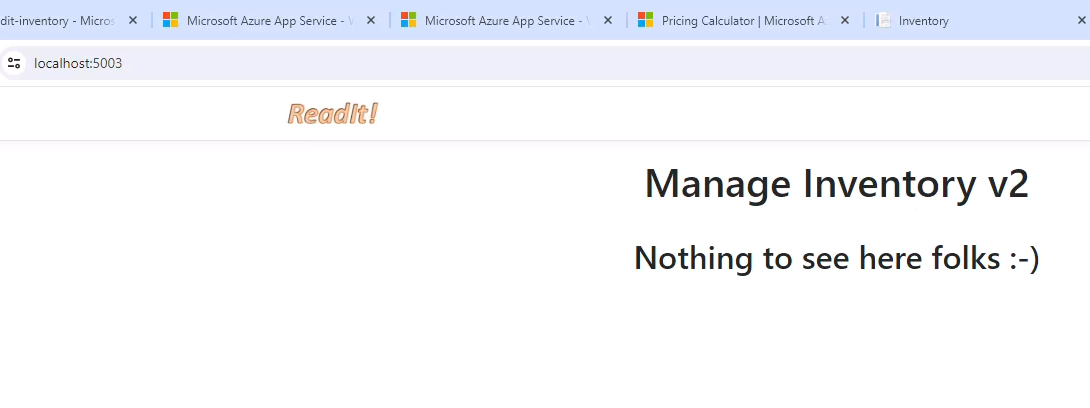 dit-inventory - Micros
Microsoft Azure App Service -
Microsoft Azure App Service -
Pricing Calculator | Microsoft A
Inventory
localhost:5003
ReadIt!
Manage Inventory v2
Nothing to see here folks :-)